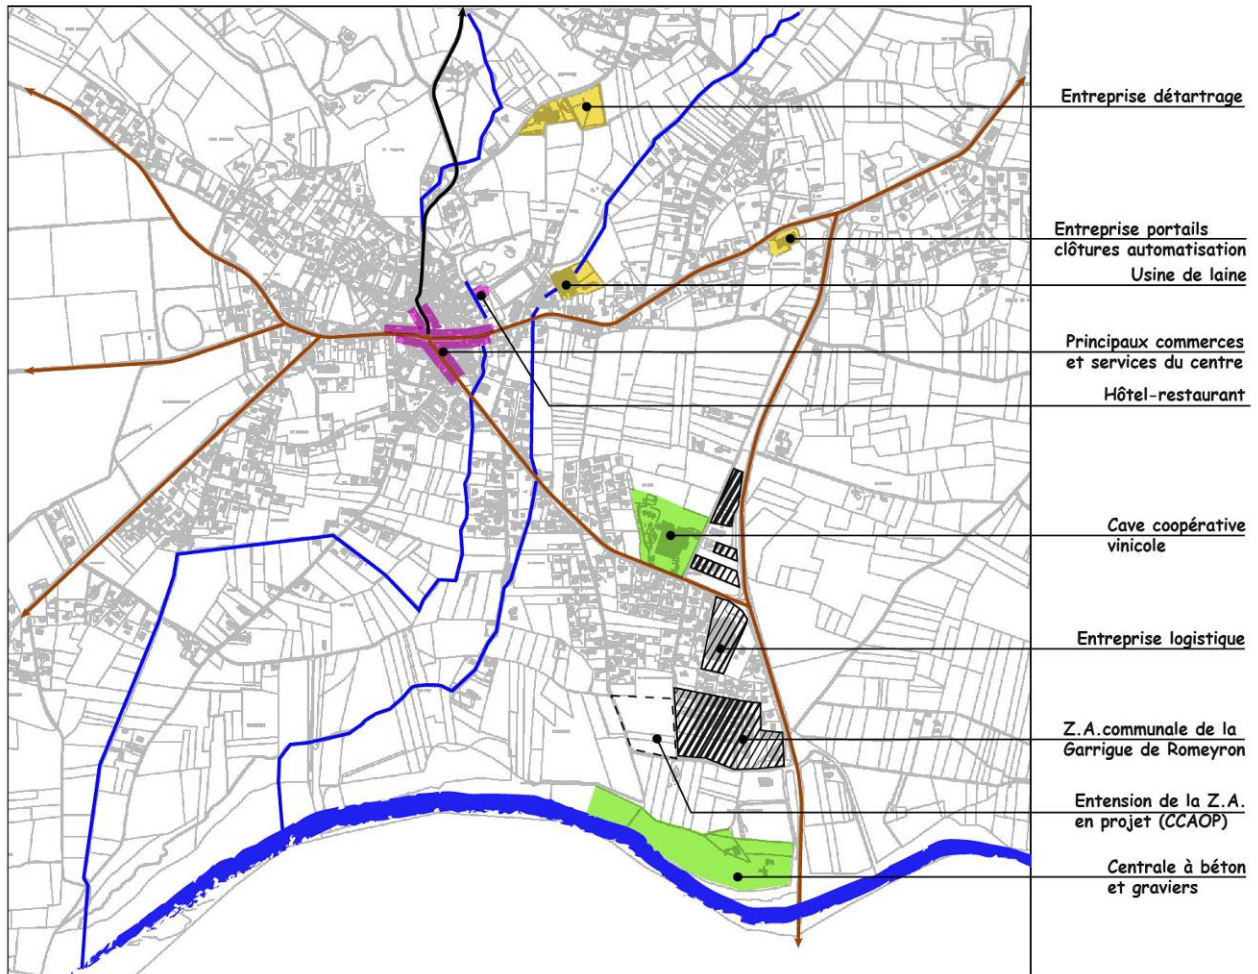 Entreprise détartrage
Entreprise portails
clôtures automatisation
Usine de laine
Principaux commerces
et services du centre
Hôtel-restaurant
Cave coopérative
vinicole
Entreprise logistique
Z.A.communale de la
Garrigue de Romeyron
Entension de la Z.A.
en projet (CCAOP)
Centrale à béton
et graviers